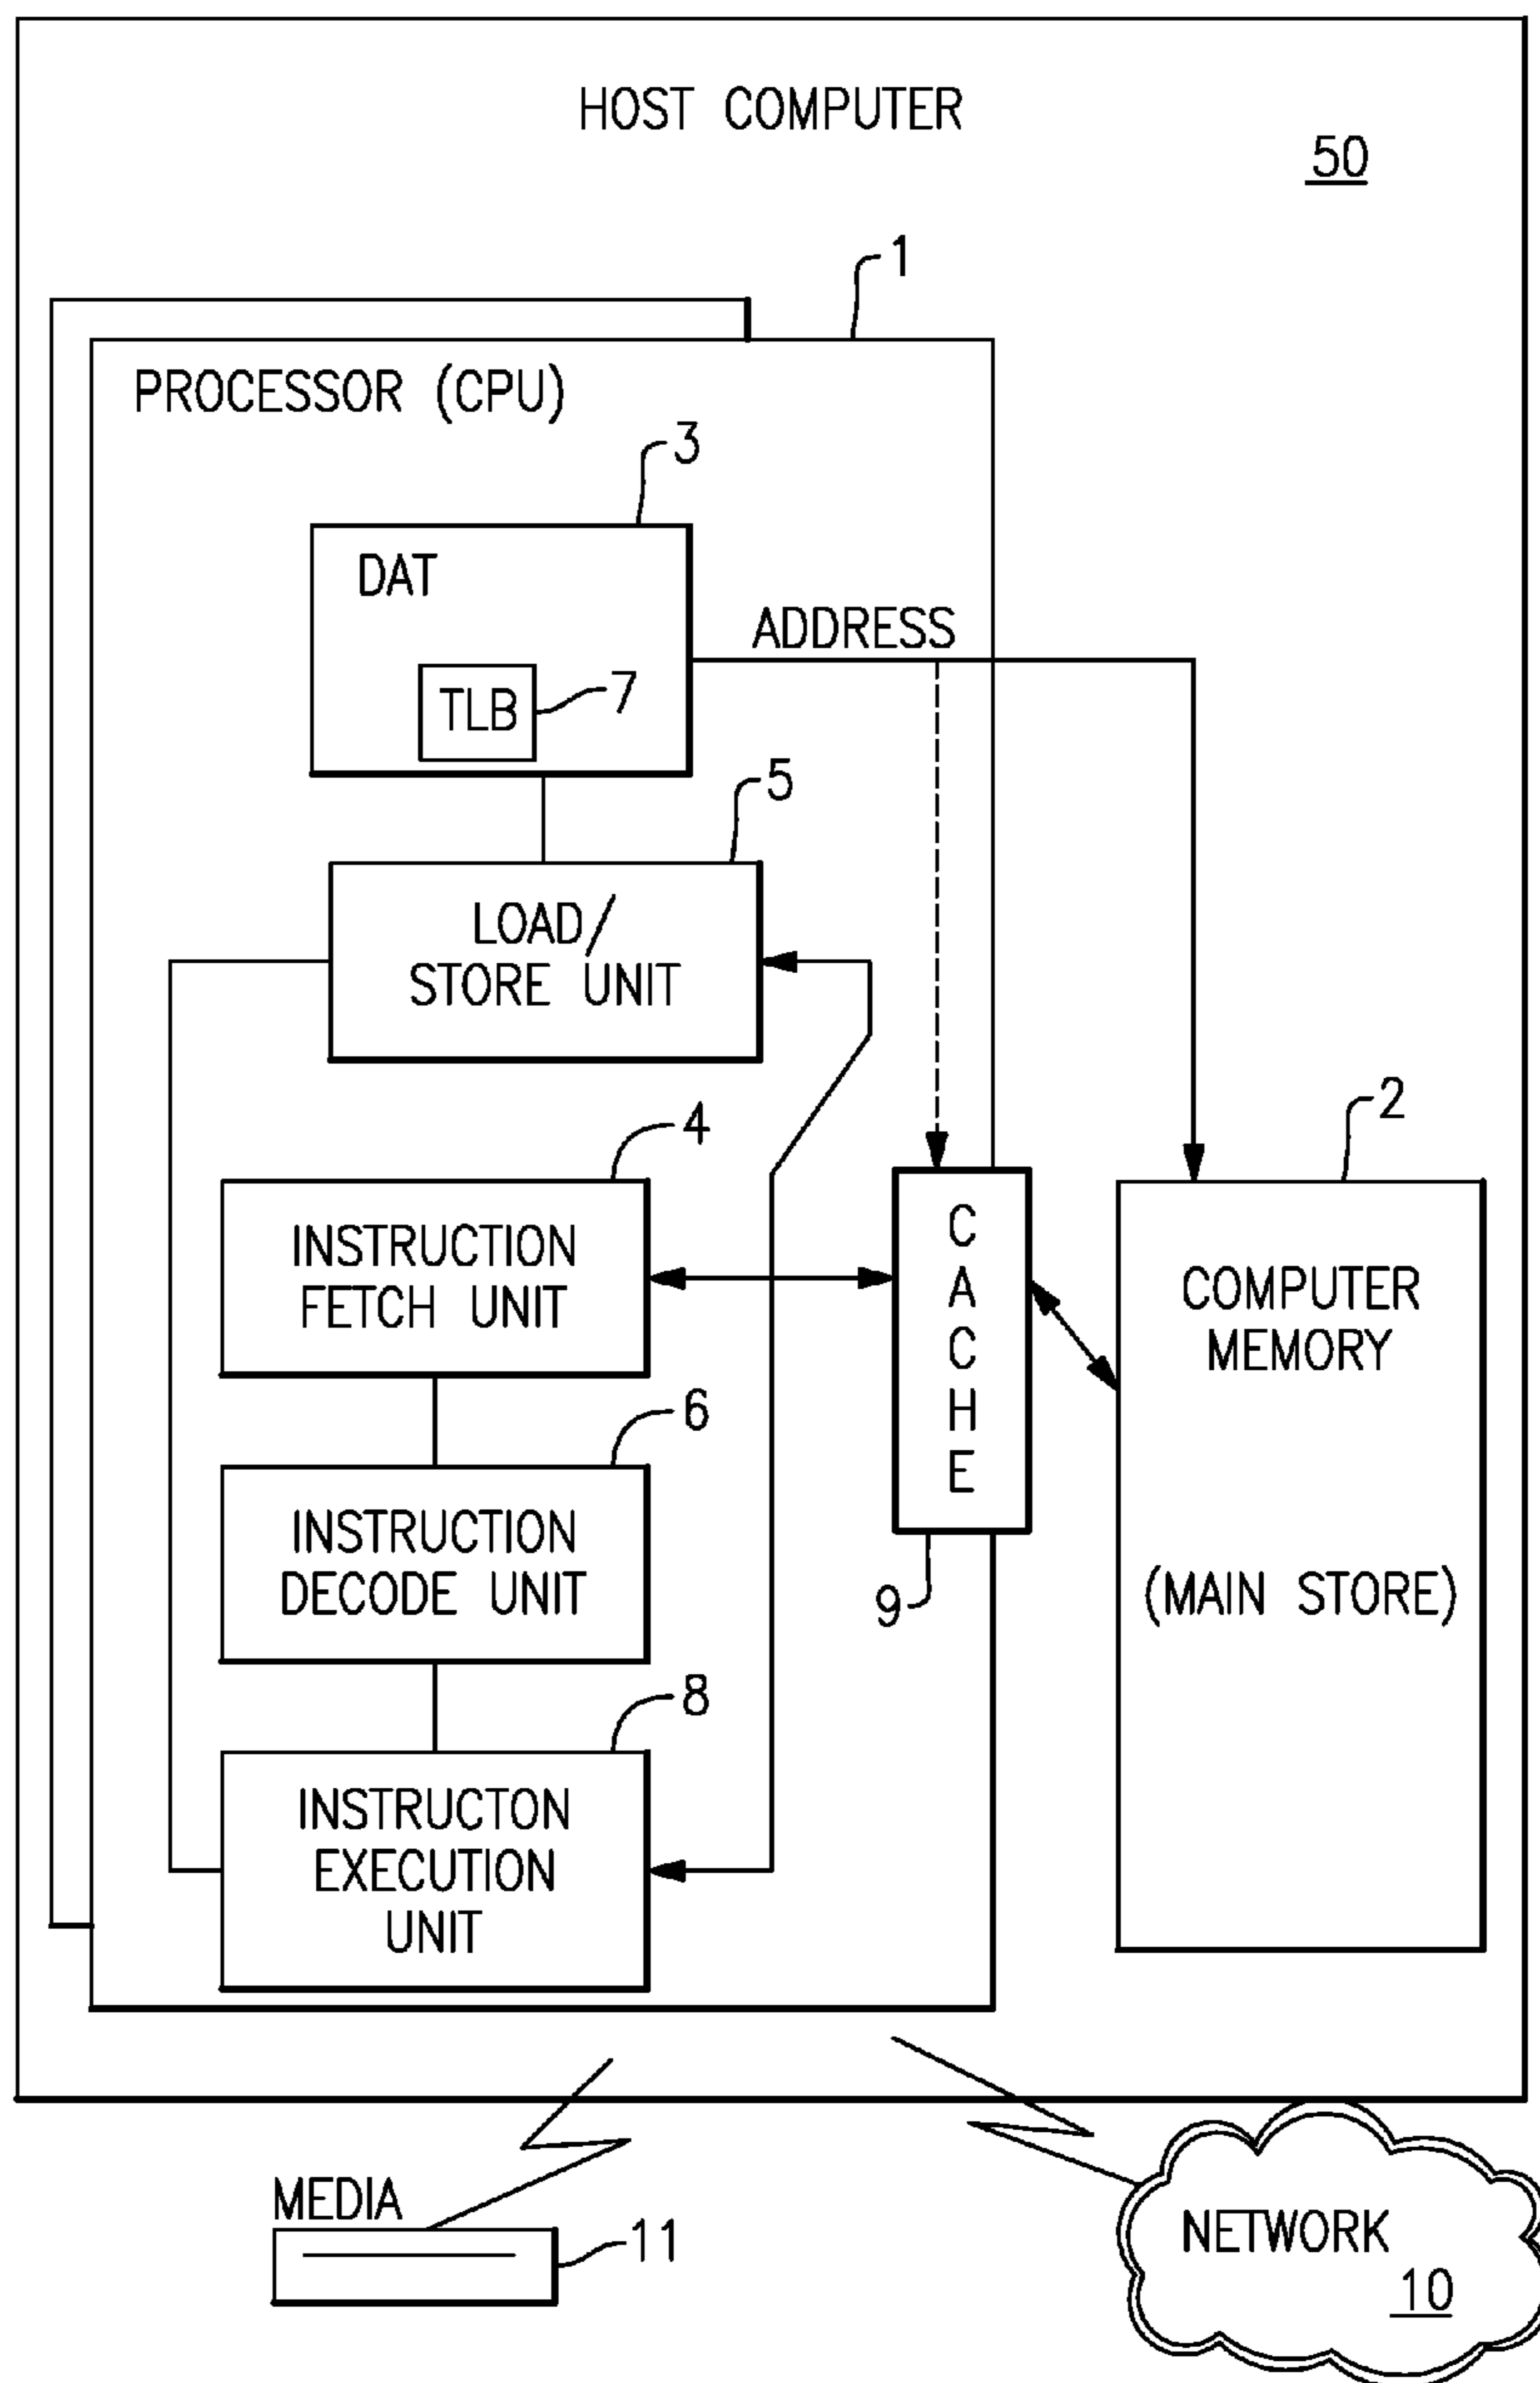 HOST COMPUTER
50
1
PROCESSOR (CPU)
3
DAT
ADDRESS
TLB
7
5
LOAD/
STORE UNIT
4
2
INSTRUCTION
FETCH UNIT
C
A
C
H
E
COMPUTER
MEMORY
(MAIN STORE)
6
INSTRUCTION
DECODE UNIT
9
8
INSTRUCTON
EXECUTION
UNIT
MEDIA
11
NETWORK
10